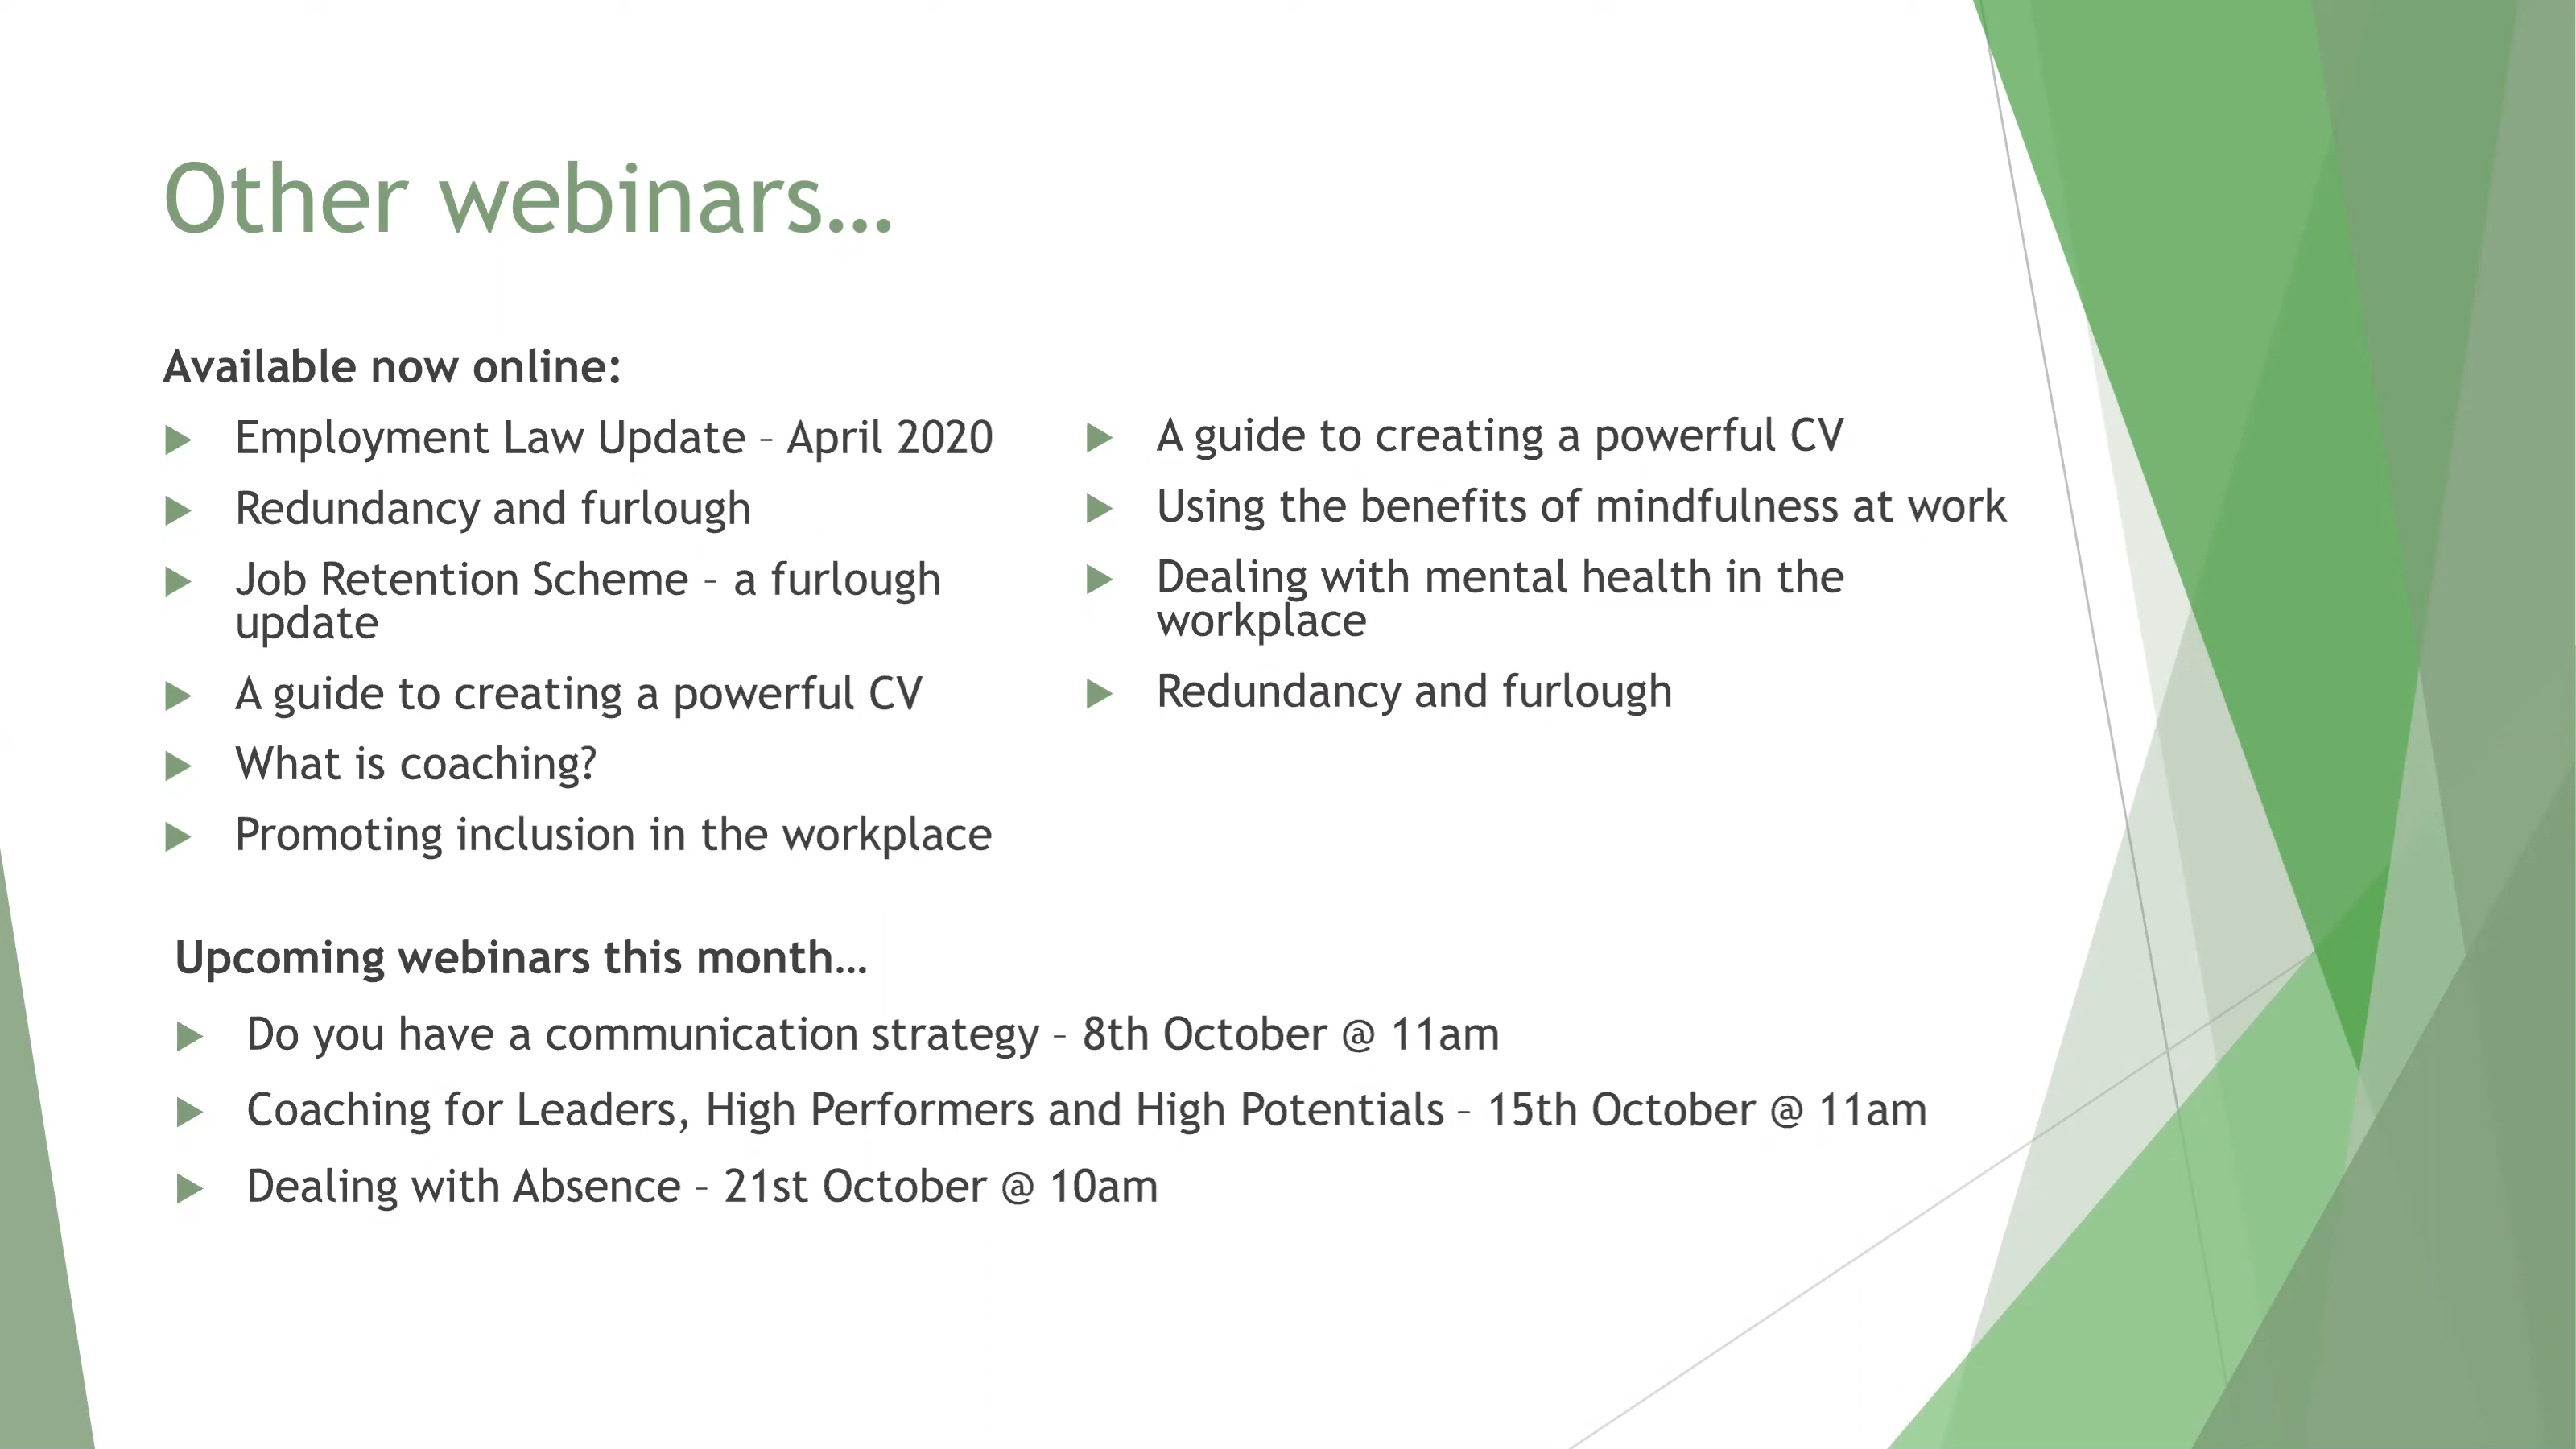 Other webinars…
Available now online:
Employment Law Update – April 2020
Redundancy and furlough
Job Retention Scheme – a furlough
update
A guide to creating a powerful CV
What is coaching?
Promoting inclusion in the workplace
A guide to creating a powerful CV
Using the benefits of mindfulness at work
Dealing with mental health in the
workplace
Redundancy and furlough
Upcoming webinars this month…
Do you have a communication strategy – 8th October @ 11am
Coaching for Leaders, High Performers and High Potentials – 15th October @ 11am
Dealing with Absence – 21st October @ 10am